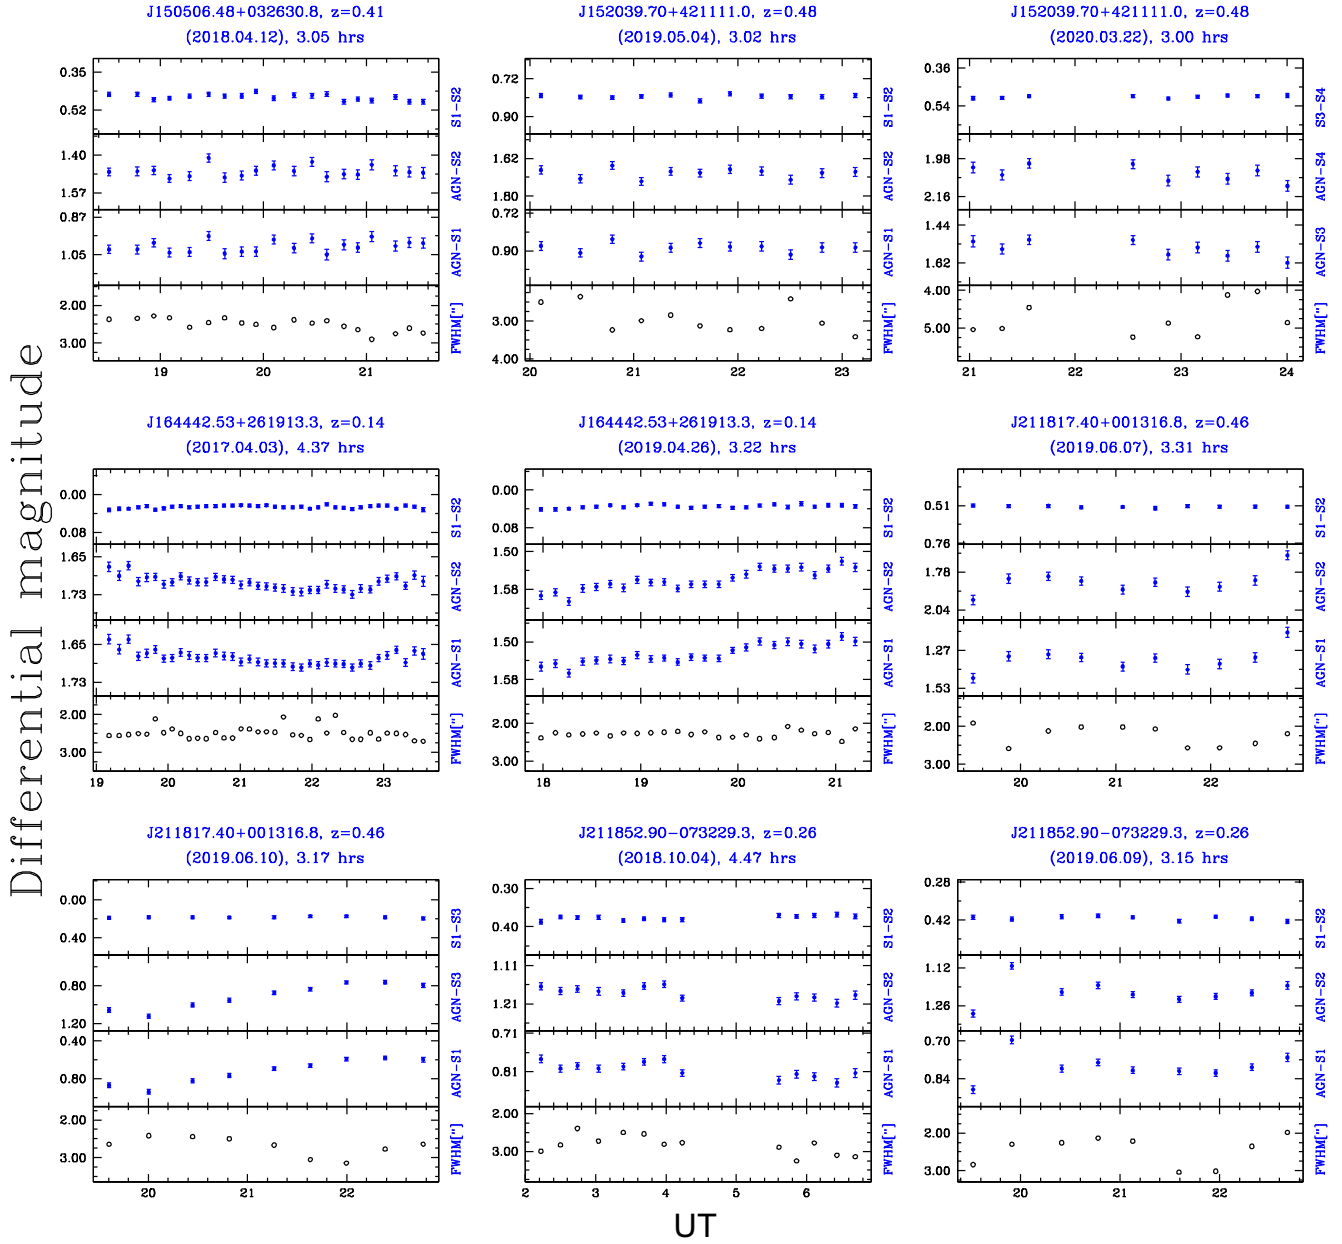 Differential magnitude
J150506.48+032630.8, z=0.41
(2018.04.12), 3.05 hrs
0.35
0.52
S1-S2
1.40
1.57
AGN-S2
0.87
1.05
AGN-S1
2.00
3.00
FWHM["]
19 20 21
J152039.70+421111.0, z=0.48
(2019.05.04), 3.02 hrs
0.72
0.90
S1-S2
1.62
1.80
AGN-S2
0.72
0.90
AGN-S1
3.00
4.00
FWHM["]
20 21 22 23
J152039.70+421111.0, z=0.48
(2020.03.22), 3.00 hrs
0.36
0.54
S3-S4
1.98
2.16
AGN-S4
1.44
1.62
AGN-S3
4.00
5.00
FWHM["]
21 22 23 24
J164442.53+261913.3, z=0.14
(2017.04.03), 4.37 hrs
0.00
0.08
S1-S2
1.65
1.73
AGN-S2
1.65
1.73
AGN-S1
2.00
3.00
FWHM["]
19 20 21 22 23
J164442.53+261913.3, z=0.14
(2019.04.26), 3.22 hrs
0.00
0.08
S1-S2
1.50
1.58
AGN-S2
1.50
1.58
AGN-S1
2.00
3.00
FWHM["]
18 19 20 21
J211817.40+001316.8, z=0.46
(2019.06.07), 3.31 hrs
0.51
0.76
S1-S2
1.78
2.04
AGN-S2
1.27
1.53
AGN-S1
2.00
3.00
FWHM["]
20 21 22
J211817.40+001316.8, z=0.46
(2019.06.10), 3.17 hrs
0.00
0.40
S1-S3
0.80
1.20
AGN-S3
0.40
0.80
AGN-S1
2.00
3.00
FWHM["]
20 21 22
J211852.90-073229.3, z=0.26
(2018.10.04), 4.47 hrs
0.30
0.40
S1-S2
1.11
1.21
AGN-S2
0.71
0.81
AGN-S1
2.00
3.00
FWHM["]
2 3 4 5 6
J211852.90-073229.3, z=0.26
(2019.06.09), 3.15 hrs
0.28
0.42
S1-S2
1.12
1.26
AGN-S2
0.70
0.84
AGN-S1
2.00
3.00
FWHM["]
20 21 22
UT